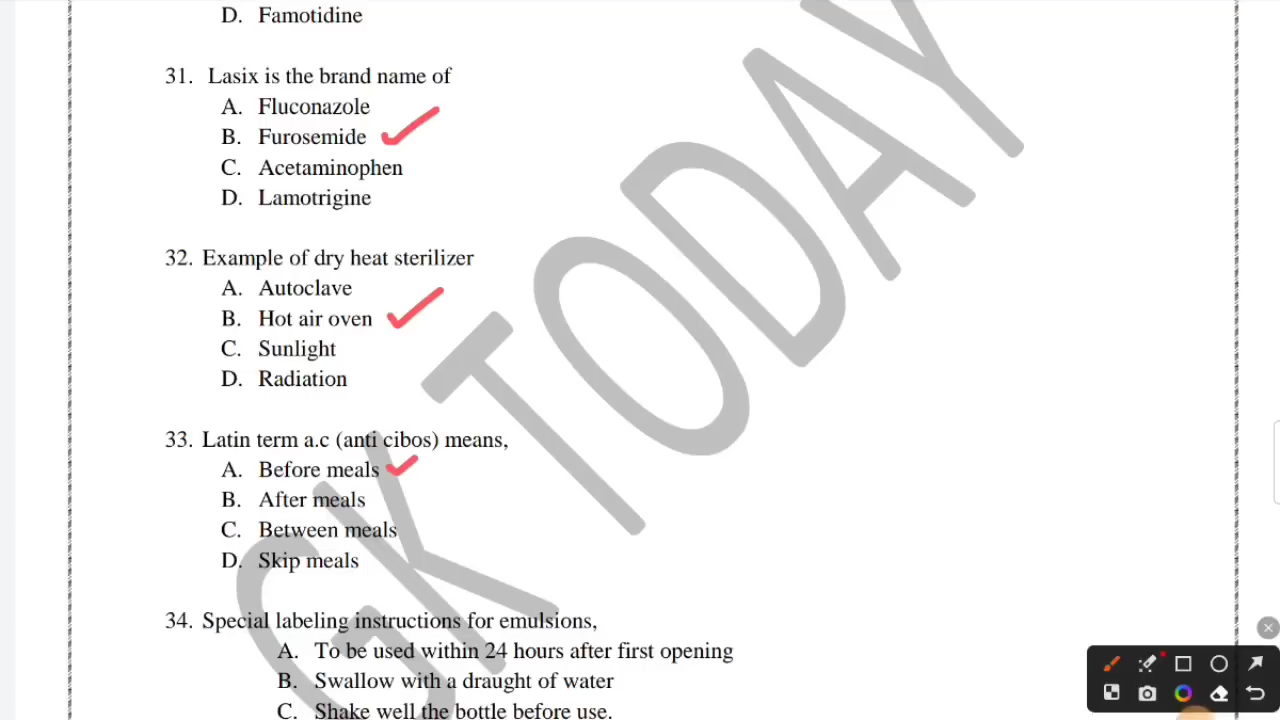 D. Famotidine
31. Lasix is the brand name of
A. Fluconazole
B. Furosemide
C. Acetaminophen
D. Lamotrigine
32. Example of dry heat sterilizer
A. Autoclave
B. Hot air oven
C. Sunlight
D. Radiation
33. Latin term a.c (anti cibos) means,
A. Before meals
B. After meals
C. Between meals
D. Skip meals
34. Special labeling instructions for emulsions,
A. To be used within 24 hours after first opening
B. Swallow with a draught of water
C. Shake well the bottle before use.
GK TODAY